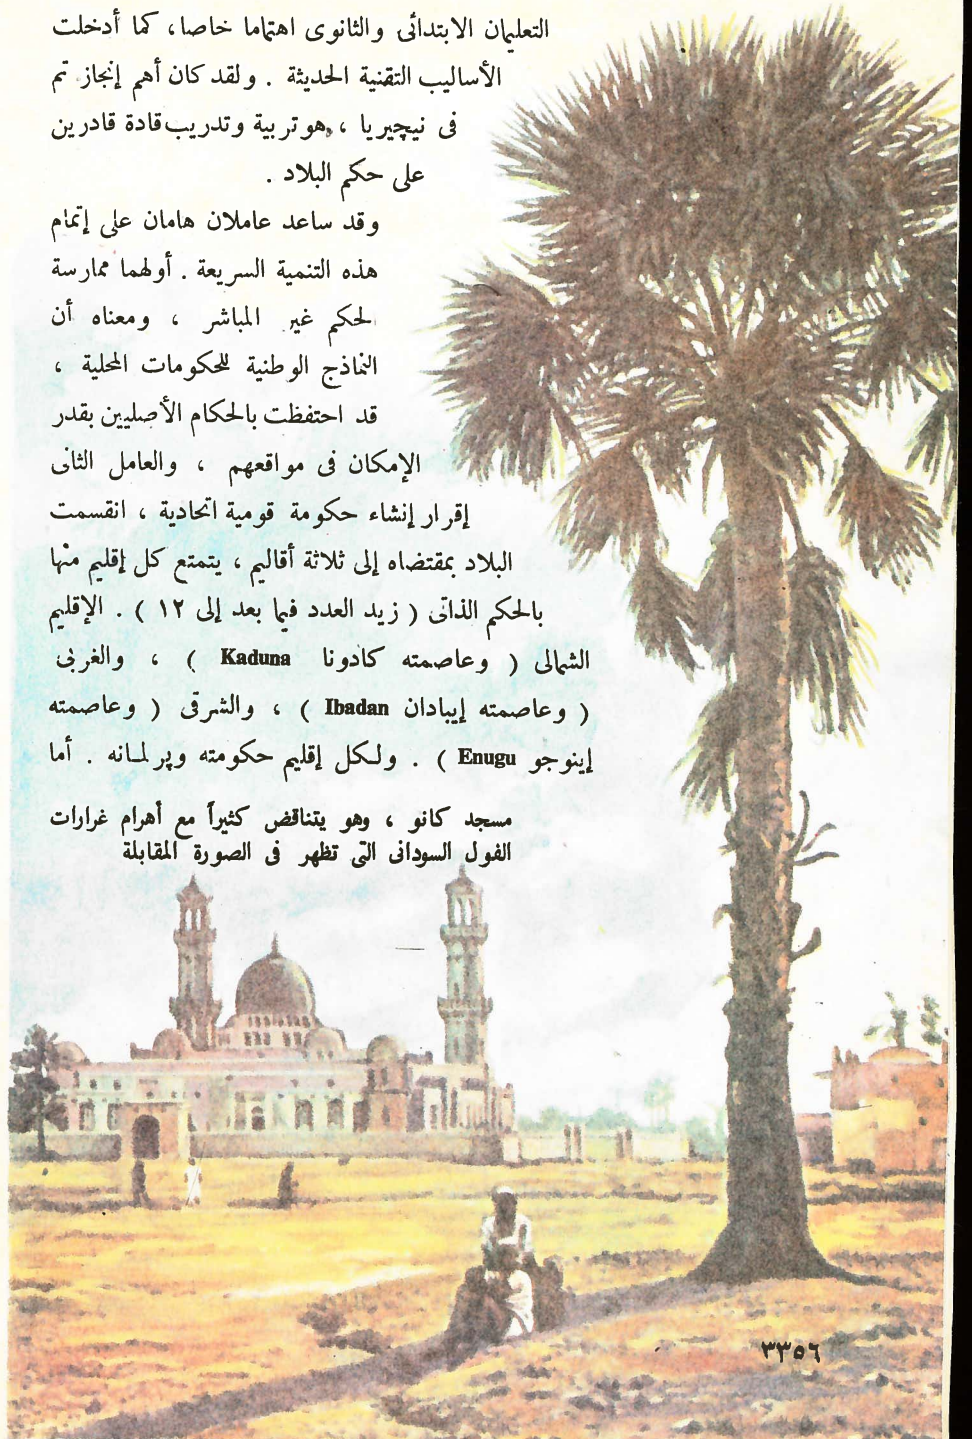 التعليمان الابتدائى والثانوى اهتماما خاصا، كما أدخلت
الأساليب التقنية الحديثة . ولقد كان أهم إنجاز تم
فى نيچيريا ، هو تربية وتدريب قادة قادرين
على حكم البلاد .
وقد ساعد عاملان هامان على إتمام
هذه التنمية السريعة . أولهما ممارسة
لحكم غير المباشر ، ومعناه أن
النماذج الوطنية للحكومات المحلية ،
قد احتفظت بالحكام الأصليين بقدر
الإمكان فى مواقعهم ، والعامل الثانى
إقرار إنشاء حكومة قومية اتحادية ، انقسمت
البلاد بمقتضاه إلى ثلاثة أقاليم ، يتمتع كل إقليم منها
بالحكم الذاتى ( زيد العدد فيما بعد إلى ١٢ ) . الإقليم
الشمالى ( وعاصمته كادونا Kaduna ) ، والغربى
( وعاصمته إيبادان Ibadan ) ، والشرقى ( وعاصمته
إينوجو Enugu ) . ولكل إقليم حكومته وپرلمانه . أما
مسجد كانو ، وهو يتناقض كثيراً مع أهرام غرارات
الفول السودانى التى تظهر فى الصورة المقابلة
٣٣٥٦